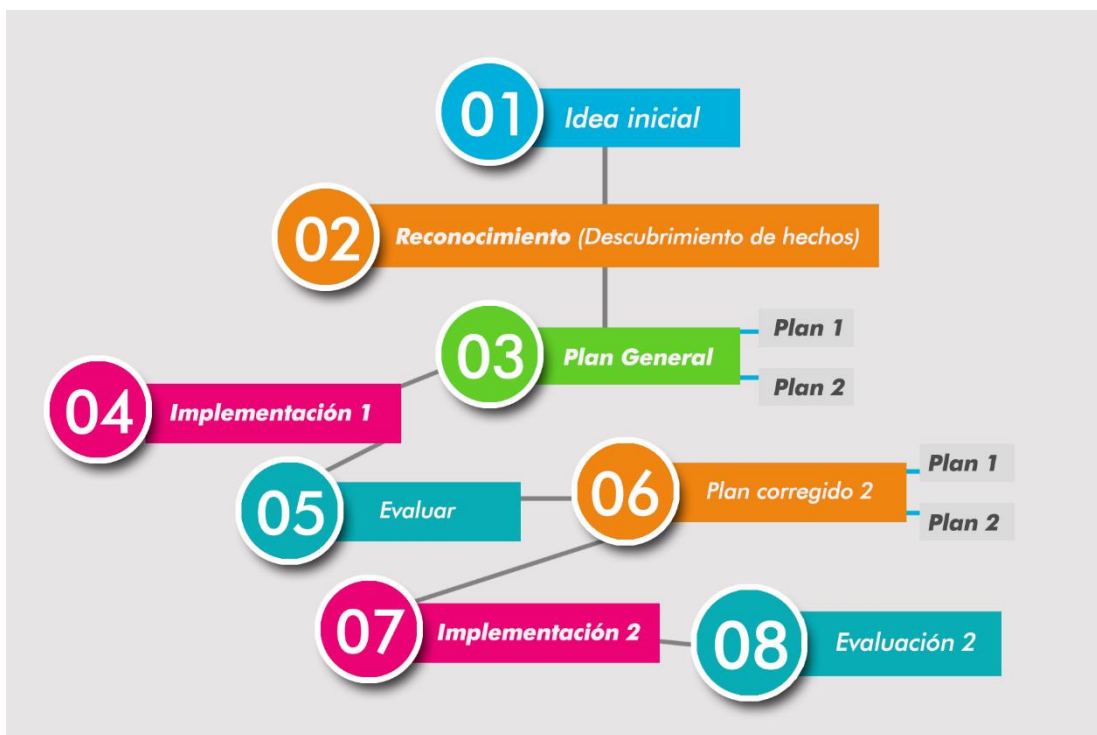 01 Idea inicial
02 Reconocimiento (Descubrimiento de hechos)
03 Plan General
Plan 1
Plan 2
04 Implementación 1
05 Evaluar
06 Plan corregido 2
Plan 1
Plan 2
07 Implementación 2
08 Evaluación 2